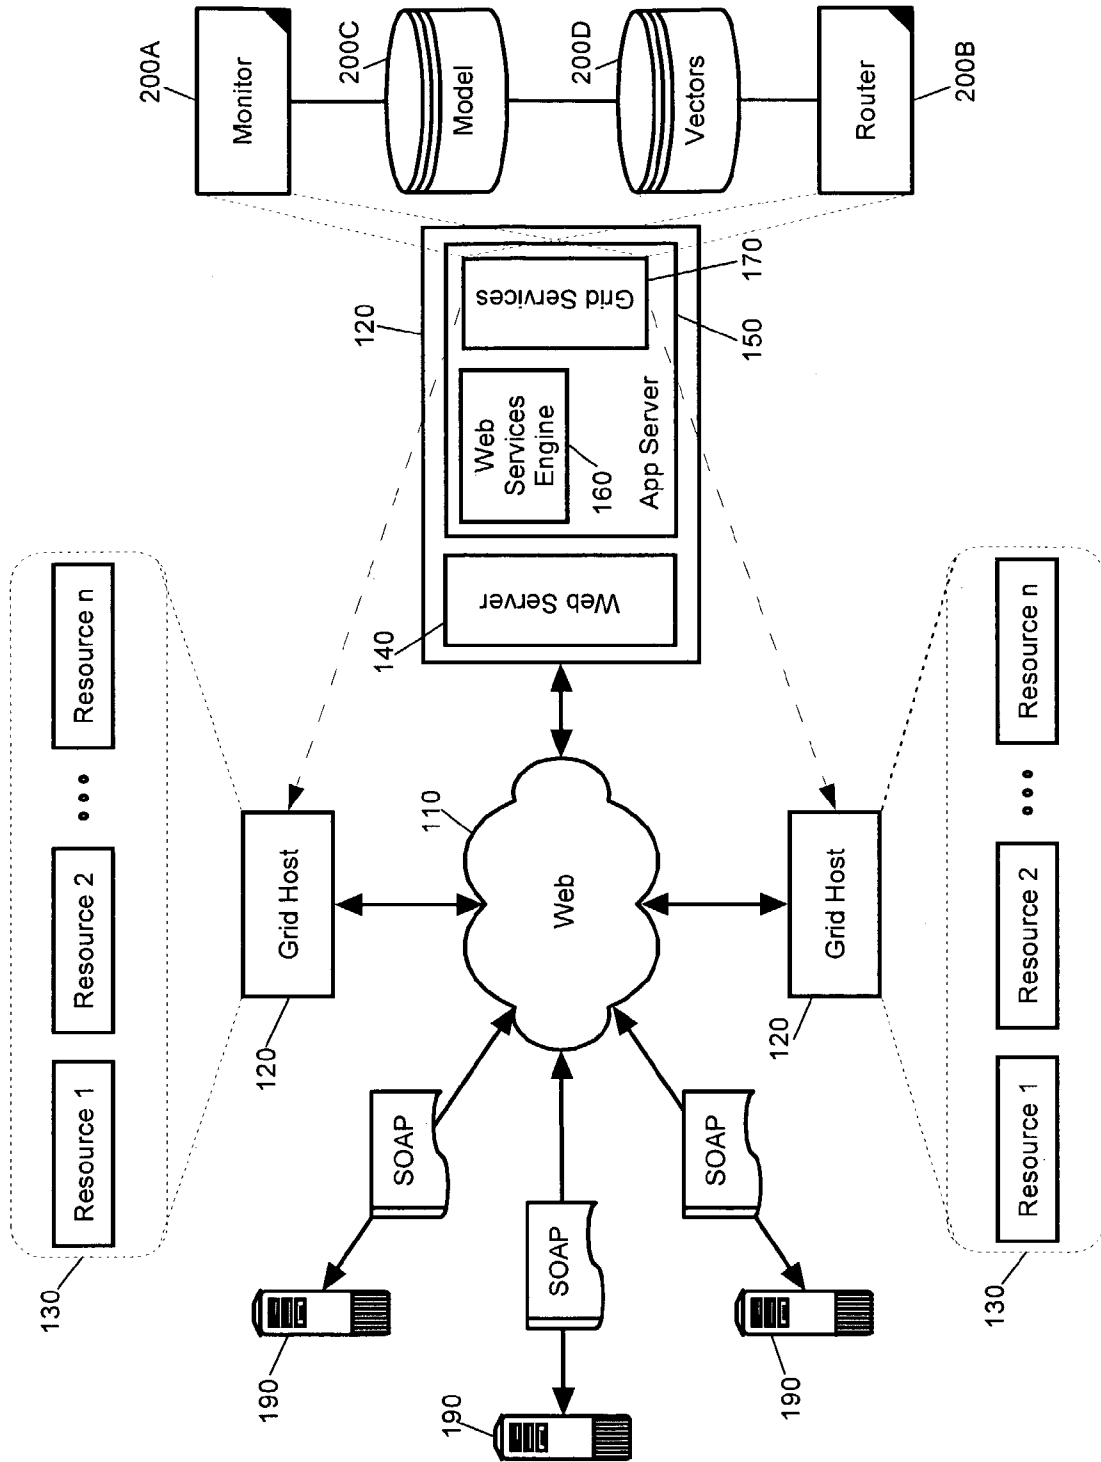 Resource 1
Resource 2
Resource n
130
Grid Host
120
SOAP
190
SOAP
190
SOAP
190
Web
110
Grid Host
120
Resource 1
Resource 2
Resource n
130
120
Web Server
140
Web
Services
Engine
160
App Server
150
Grid Services
170
Monitor
200A
Model
200C
Vectors
200D
Router
200B